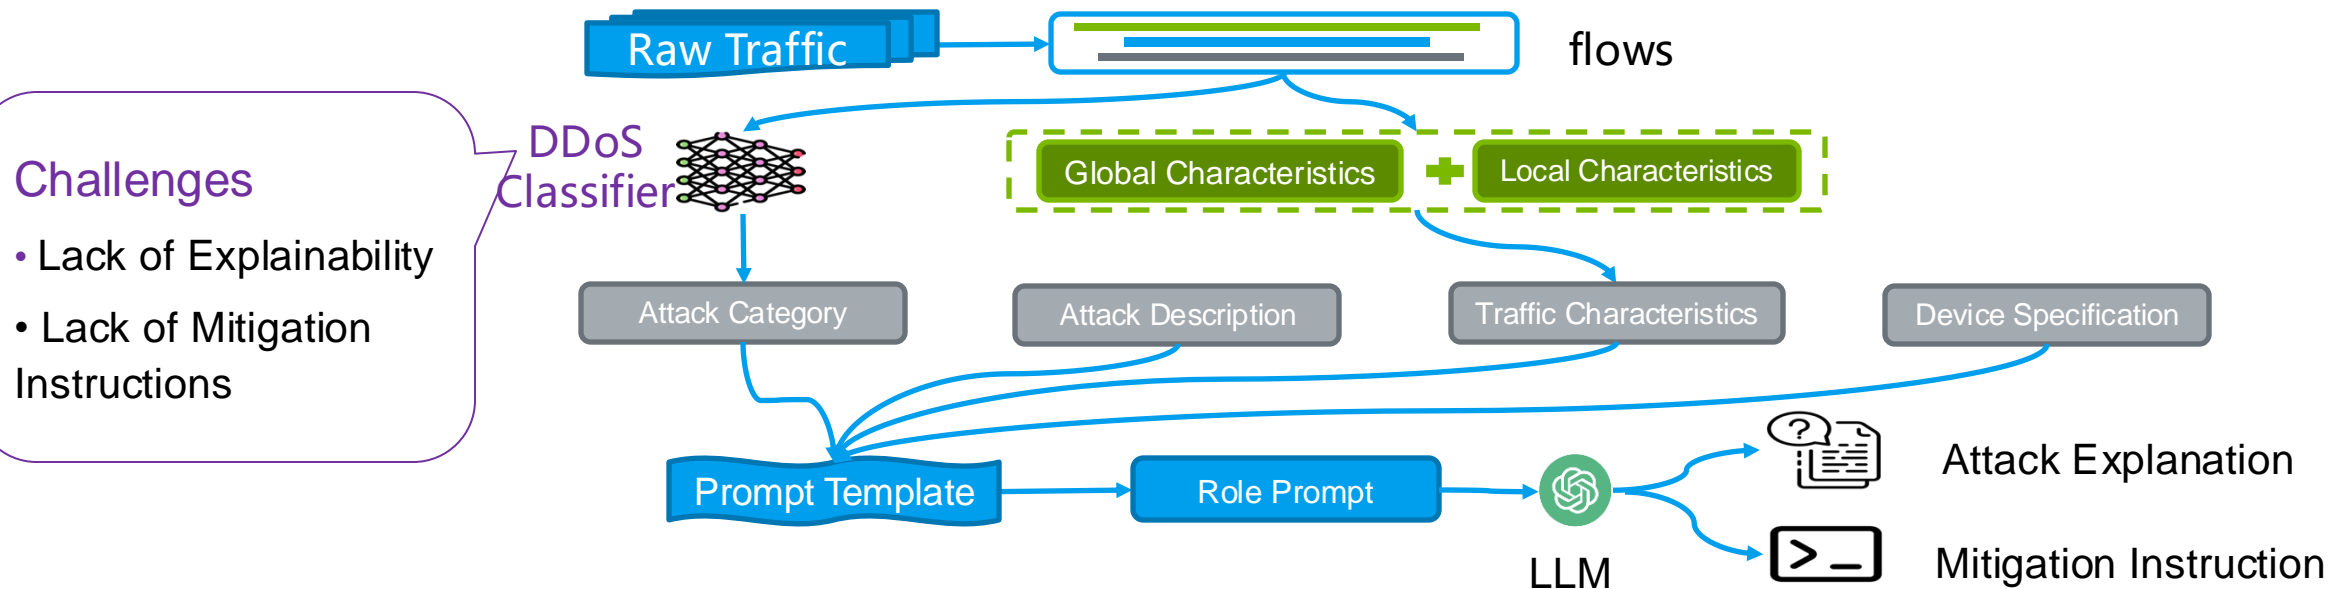 Raw Traffic
flows
Challenges
• Lack of Explainability
• Lack of Mitigation
Instructions
DDoS
Classifier
Global Characteristics
Local Characteristics
Attack Category
Attack Description
Traffic Characteristics
Device Specification
Prompt Template
Role Prompt
LLM
?
Attack Explanation
>_
Mitigation Instruction